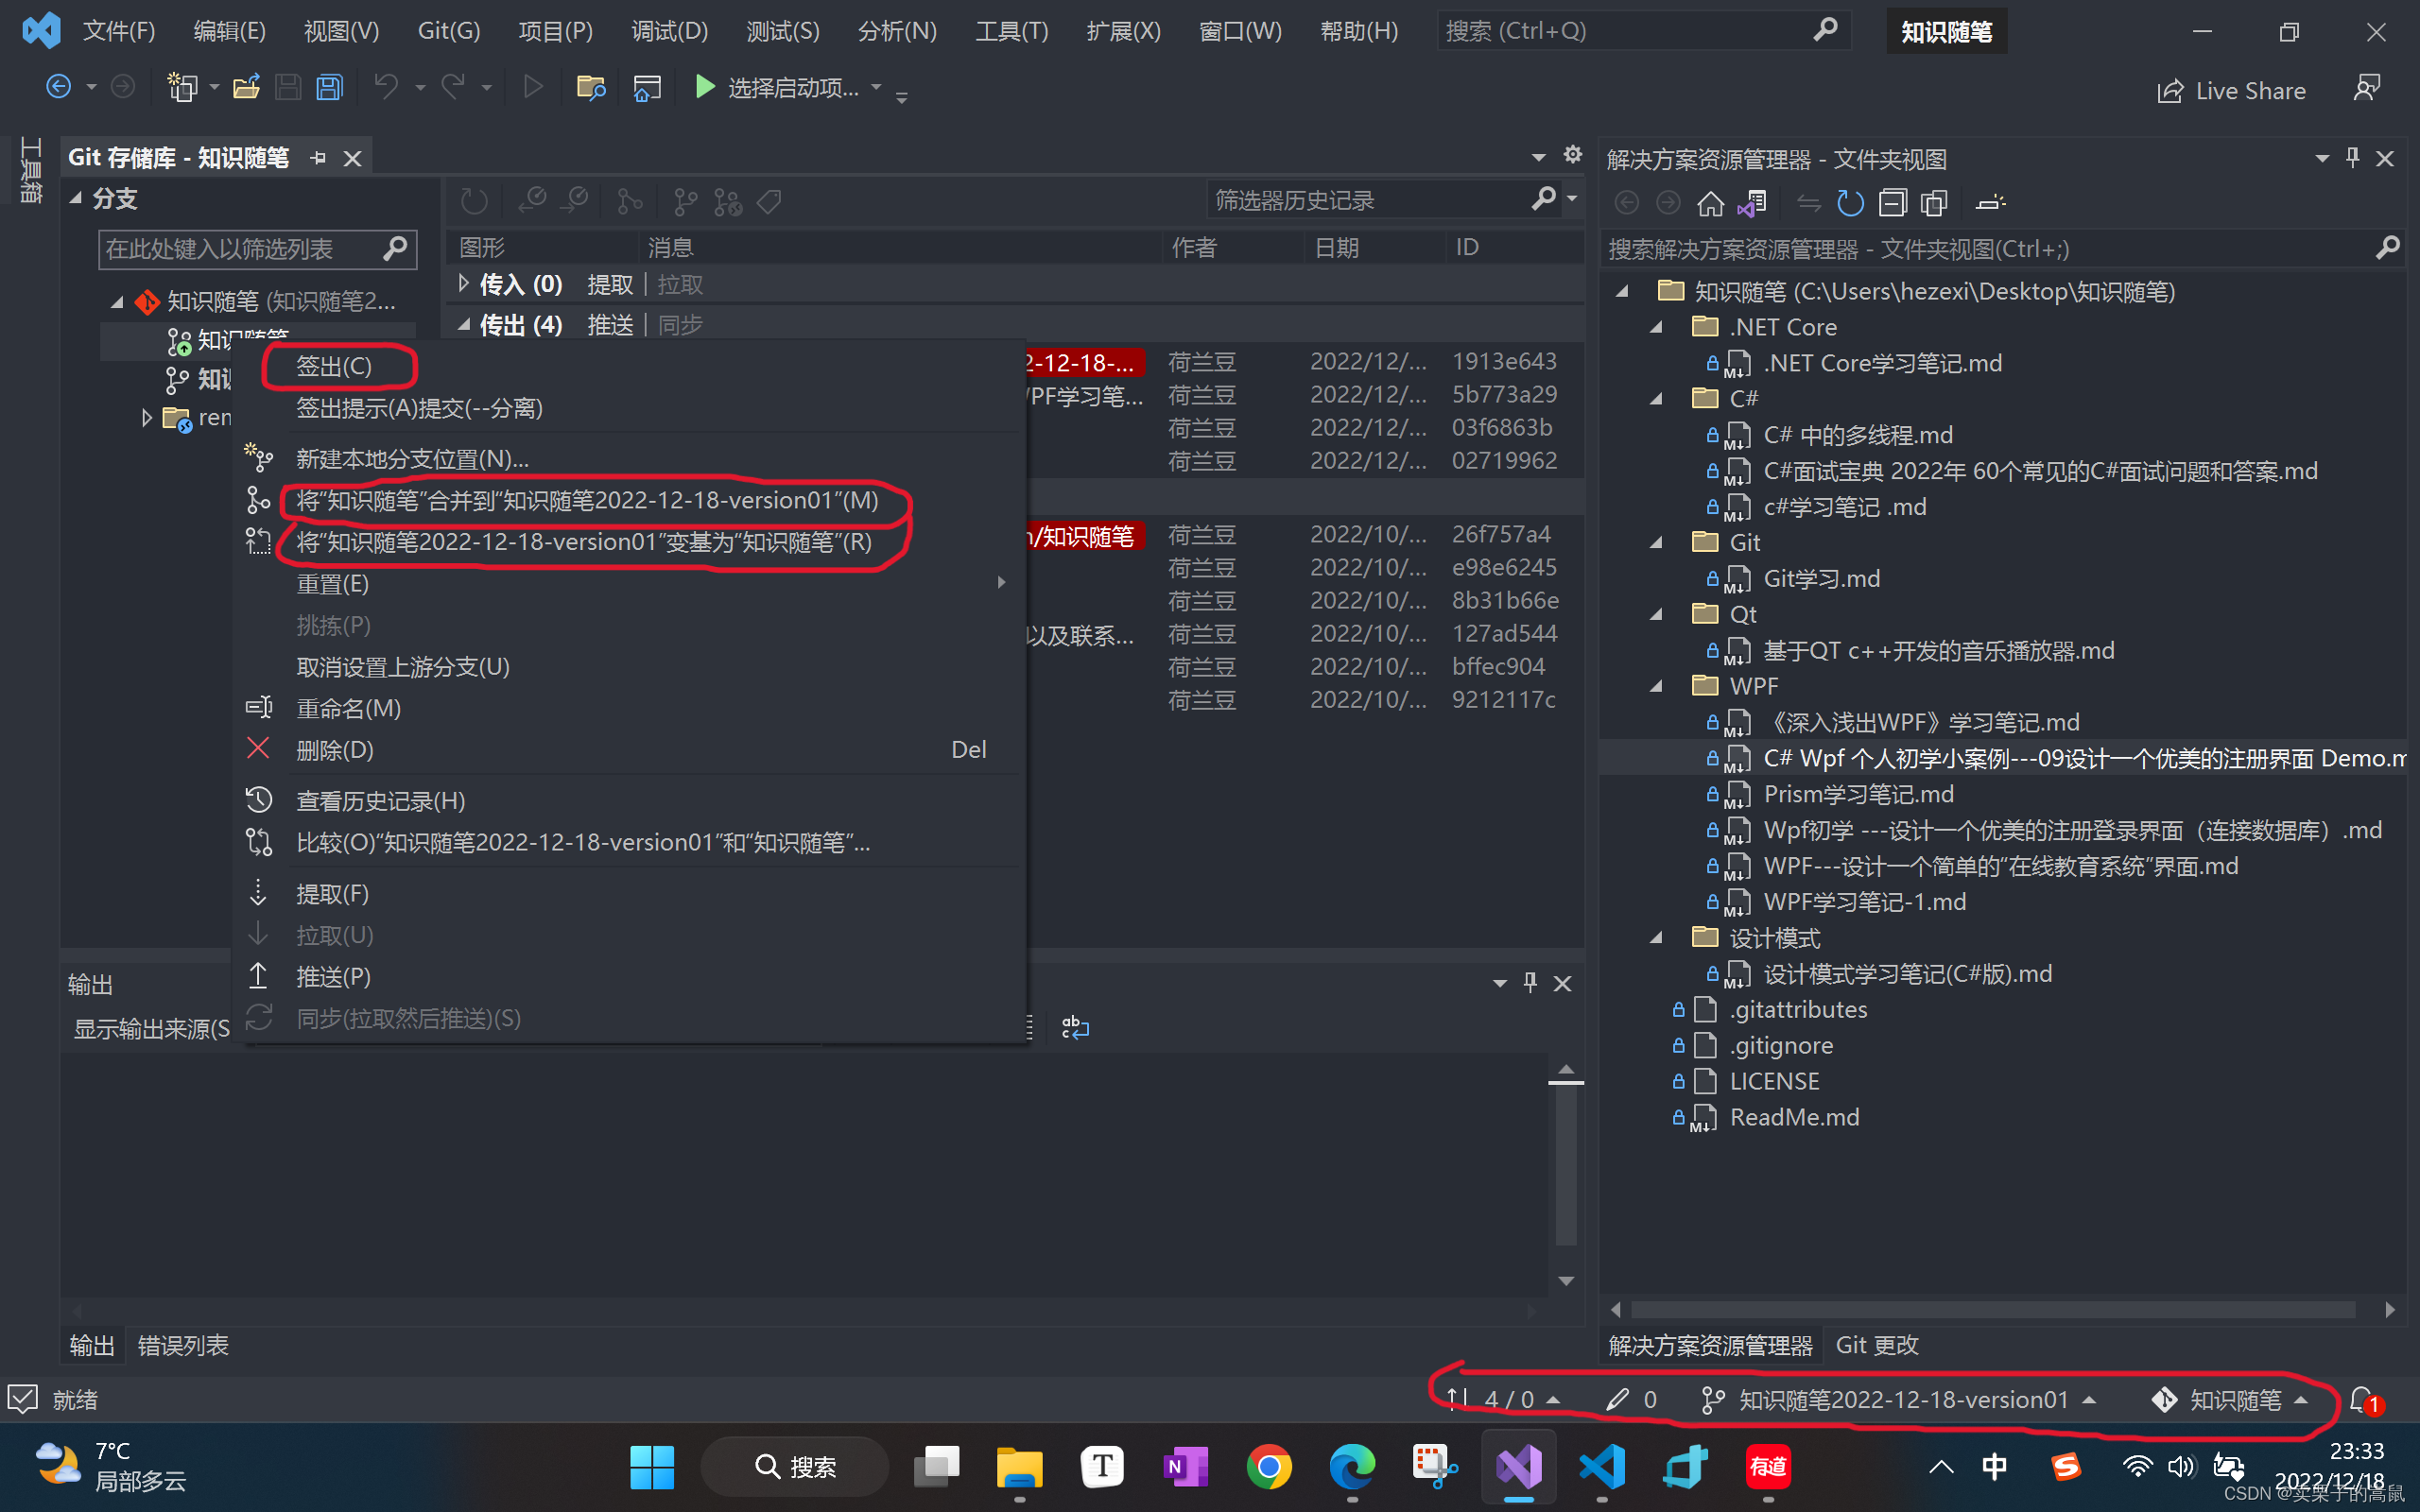 文件(F) 编辑(E) 视图(V) Git(G) 项目(P) 调试(D) 测试(S) 分析(N) 工具(T) 扩展(X) 窗口(W) 帮助(H) 搜索 (Ctrl+Q) 知识随笔
选择启动项... Live Share
工具箱
Git 存储库 - 知识随笔
分支
在此处键入以筛选列表
知识随笔 (知识随笔2...
签出(C)
签出提示(A)提交(--分离)
新建本地分支位置(N)...
将“知识随笔”合并到“知识随笔2022-12-18-version01”(M)
将“知识随笔2022-12-18-version01”变基为“知识随笔”(R)
重置(E)
挑拣(P)
取消设置上游分支(U)
重命名(M)
删除(D) Del
查看历史记录(H)
比较(O)“知识随笔2022-12-18-version01”和“知识随笔”...
提取(F)
拉取(U)
推送(P)
同步(拉取然后推送)(S)
筛选器历史记录
图形 消息 作者 日期 ID
传入 (0) 提取 | 拉取
传出 (4) 推送 | 同步
2-12-18-... 荷兰豆 2022/12/... 1913e643
PF学习笔... 荷兰豆 2022/12/... 5b773a29
荷兰豆 2022/12/... 03f6863b
荷兰豆 2022/12/... 02719962
/知识随笔 荷兰豆 2022/10/... 26f757a4
荷兰豆 2022/10/... e98e6245
荷兰豆 2022/10/... 8b31b66e
以及联系... 荷兰豆 2022/10/... 127ad544
荷兰豆 2022/10/... bffec904
荷兰豆 2022/10/... 9212117c
输出
显示输出来源(S
输出 错误列表
解决方案资源管理器 - 文件夹视图
搜索解决方案资源管理器 - 文件夹视图(Ctrl+;)
知识随笔 (C:\Users\hezexi\Desktop\知识随笔)
.NET Core
.NET Core学习笔记.md
C#
C# 中的多线程.md
C#面试宝典 2022年 60个常见的C#面试问题和答案.md
c#学习笔记 .md
Git
Git学习.md
Qt
基于QT c++开发的音乐播放器.md
WPF
《深入浅出WPF》学习笔记.md
C# Wpf 个人初学小案例---09设计一个优美的注册界面 Demo.m
Prism学习笔记.md
Wpf初学 ---设计一个优美的注册登录界面（连接数据库）.md
WPF---设计一个简单的“在线教育系统”界面.md
WPF学习笔记-1.md
设计模式
设计模式学习笔记(C#版).md
.gitattributes
.gitignore
LICENSE
ReadMe.md
解决方案资源管理器 Git 更改
就绪 4 / 0 0 知识随笔2022-12-18-version01 知识随笔 1
7°C
局部多云
搜索
中
23:33
2022/12/18
CSDN @买栗子的高鼠